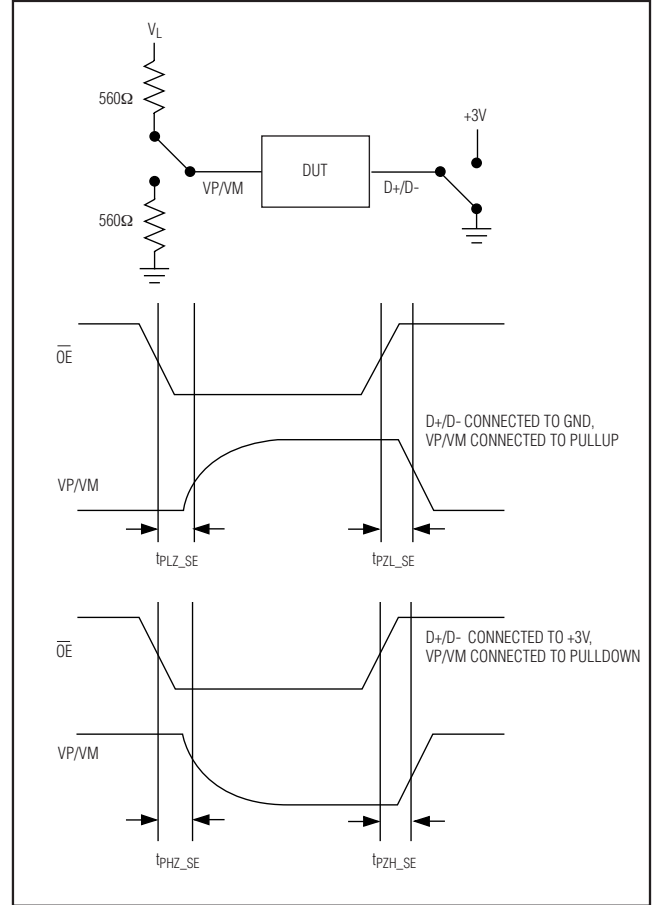 VL
560Ω
+3V
DUT
VP/VM
D+/D-
560Ω
OE
D+/D- CONNECTED TO GND,
VP/VM CONNECTED TO PULLUP
VP/VM
tPLZ_SE
tPZL_SE
OE
D+/D- CONNECTED TO +3V,
VP/VM CONNECTED TO PULLDOWN
VP/VM
tPHZ_SE
tPZH_SE